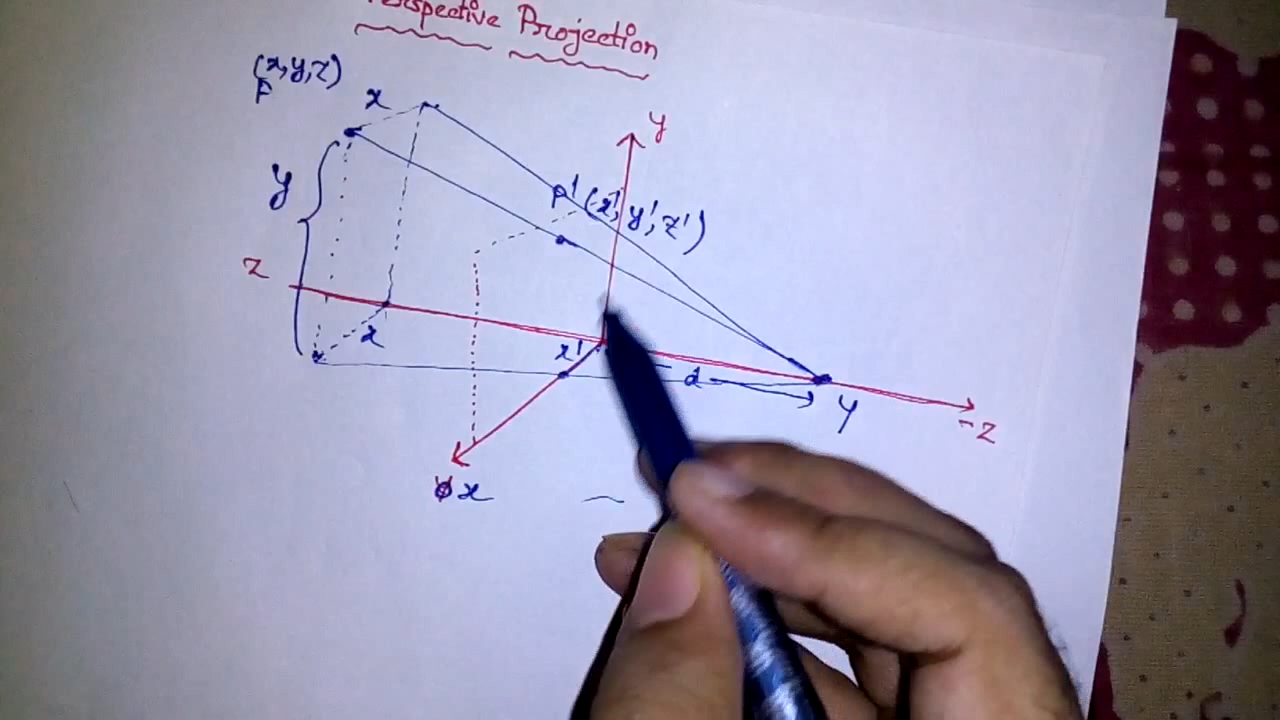 Perspective Projection
(x,y,z)
P
x
y
y
P'(x', y', z')
z
x
x'
d
y
-z
x